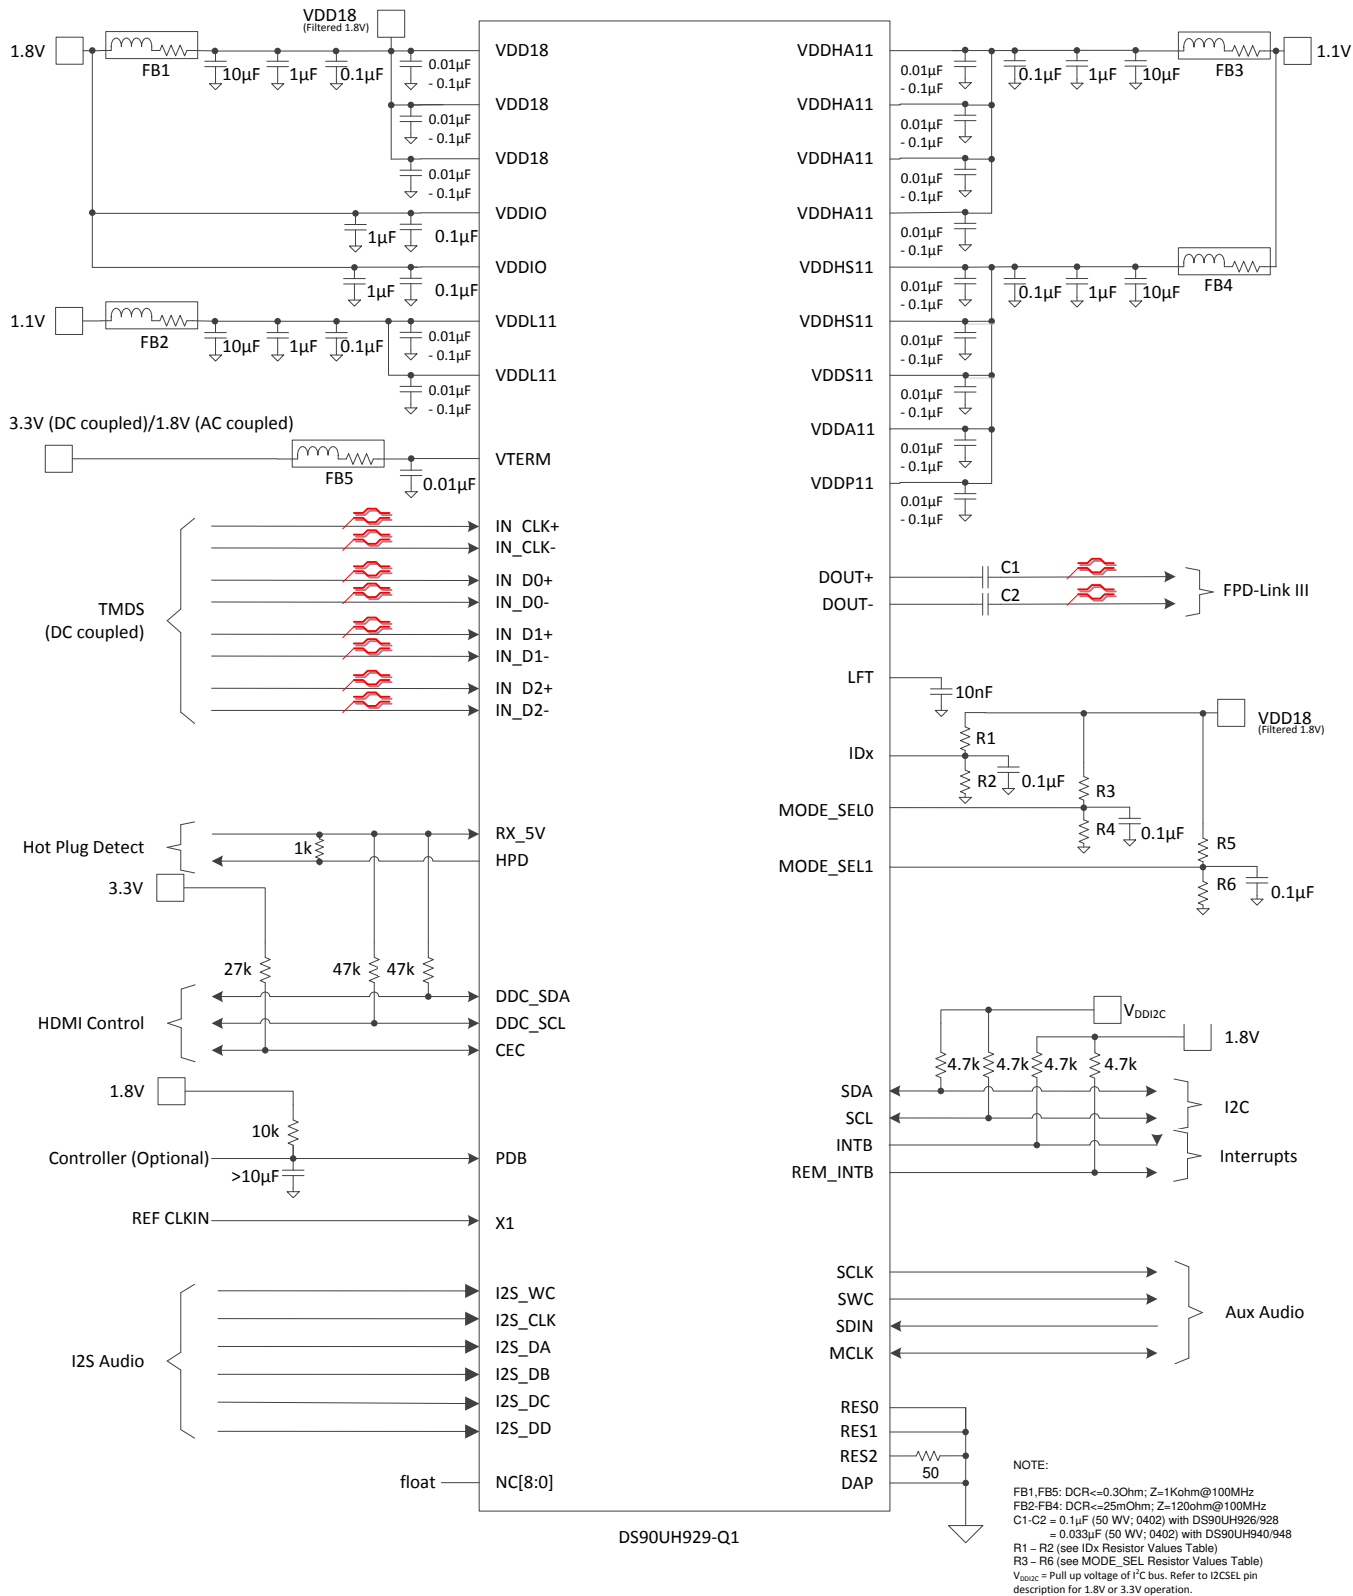 VDD18
(Filtered 1.8V)
1.8V
FB1
10µF
1µF
0.1µF
0.01µF
- 0.1µF
VDD18
0.01µF
- 0.1µF
VDD18
0.01µF
- 0.1µF
VDD18
1µF
0.1µF
VDDIO
1µF
0.1µF
VDDIO
1.1V
FB2
10µF
1µF
0.1µF
0.01µF
- 0.1µF
VDDL11
0.01µF
- 0.1µF
VDDL11
3.3V (DC coupled)/1.8V (AC coupled)
FB5
0.01µF
VTERM
TMDS
(DC coupled)
IN_CLK+
IN_CLK-
IN_D0+
IN_D0-
IN_D1+
IN_D1-
IN_D2+
IN_D2-
Hot Plug Detect
1k
RX_5V
HPD
3.3V
27k
47k
47k
HDMI Control
DDC_SDA
DDC_SCL
CEC
1.8V
10k
Controller (Optional)
>10µF
PDB
REF CLKIN
X1
I2S Audio
I2S_WC
I2S_CLK
I2S_DA
I2S_DB
I2S_DC
I2S_DD
float
NC[8:0]
VDDHA11
0.01µF
- 0.1µF
0.1µF
1µF
10µF
FB3
1.1V
VDDHA11
0.01µF
- 0.1µF
VDDHA11
0.01µF
- 0.1µF
VDDHA11
0.01µF
- 0.1µF
VDDHS11
0.01µF
- 0.1µF
0.1µF
1µF
10µF
FB4
VDDHS11
0.01µF
- 0.1µF
VDDS11
0.01µF
- 0.1µF
VDDA11
0.01µF
- 0.1µF
VDDP11
0.01µF
- 0.1µF
DOUT+
C1
DOUT-
C2
FPD-Link III
LFT
10nF
VDD18
(Filtered 1.8V)
IDx
R1
R2
0.1µF
MODE_SEL0
R3
R4
0.1µF
MODE_SEL1
R5
R6
0.1µF
VDDI2C
1.8V
4.7k
4.7k
4.7k
4.7k
SDA
SCL
I2C
INTB
REM_INTB
Interrupts
SCLK
SWC
SDIN
MCLK
Aux Audio
RES0
RES1
RES2
50
DAP
DS90UH929-Q1
NOTE:
FB1,FB5: DCR<=0.3Ohm; Z=1Kohm@100MHz
FB2-FB4: DCR<=25mOhm; Z=120ohm@100MHz
C1-C2 = 0.1µF (50 WV; 0402) with DS90UH926/928
= 0.033µF (50 WV; 0402) with DS90UH940/948
R1 – R2 (see IDx Resistor Values Table)
R3 – R6 (see MODE_SEL Resistor Values Table)
VDDI2C = Pull up voltage of I²C bus. Refer to I2CSEL pin
description for 1.8V or 3.3V operation.